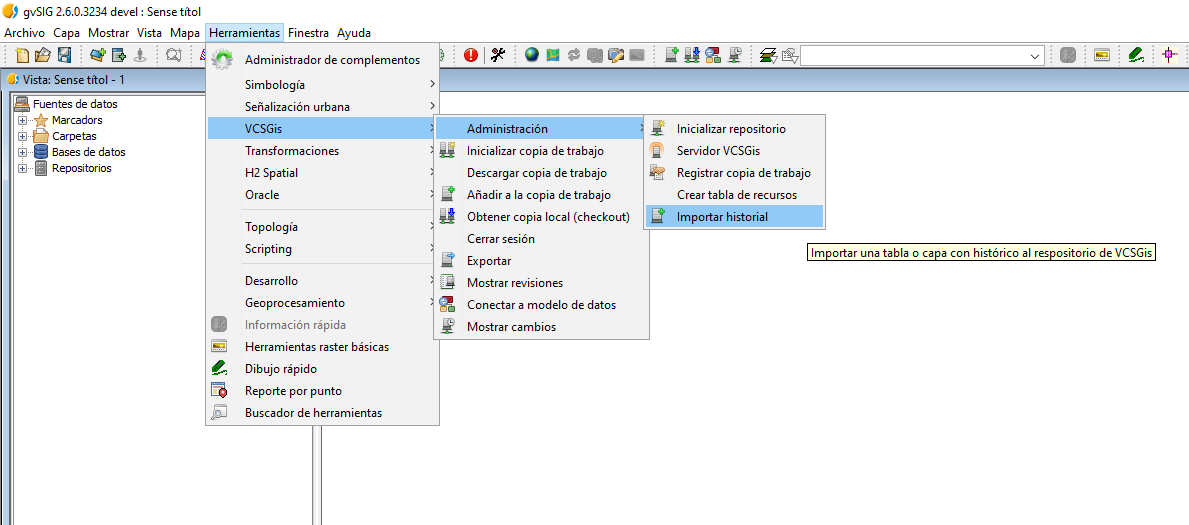 gvSIG 2.6.0.3234 devel : Sense títol
Archivo Capa Mostrar Vista Mapa Herramientas Finestra Ayuda
Vista: Sense títol - 1
Fuentes de datos
Marcadors
Carpetas
Bases de datos
Repositorios
Administrador de complementos
Simbología
Señalización urbana
VCSGis
Transformaciones
H2 Spatial
Oracle
Topología
Scripting
Desarrollo
Geoprocesamiento
Información rápida
Herramientas raster básicas
Dibujo rápido
Reporte por punto
Buscador de herramientas
Administración
Inicializar copia de trabajo
Descargar copia de trabajo
Añadir a la copia de trabajo
Obtener copia local (checkout)
Cerrar sesión
Exportar
Mostrar revisiones
Conectar a modelo de datos
Mostrar cambios
Inicializar repositorio
Servidor VCSGis
Registrar copia de trabajo
Crear tabla de recursos
Importar historial
Importar una tabla o capa con histórico al respositorio de VCSGis